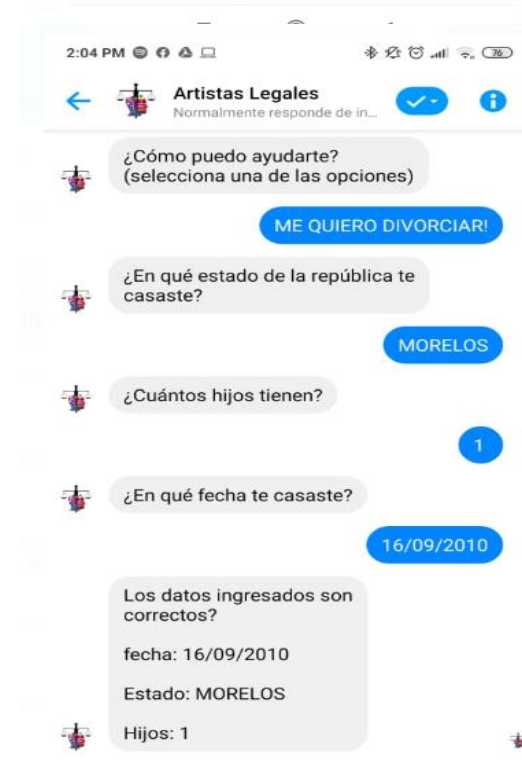 2:04 PM
76
Artistas Legales
Normalmente responde de in...
¿Cómo puedo ayudarte?
(selecciona una de las opciones)
ME QUIERO DIVORCIAR!
¿En qué estado de la república te
casaste?
MORELOS
¿Cuántos hijos tienen?
1
¿En qué fecha te casaste?
16/09/2010
Los datos ingresados son
correctos?
fecha: 16/09/2010
Estado: MORELOS
Hijos: 1